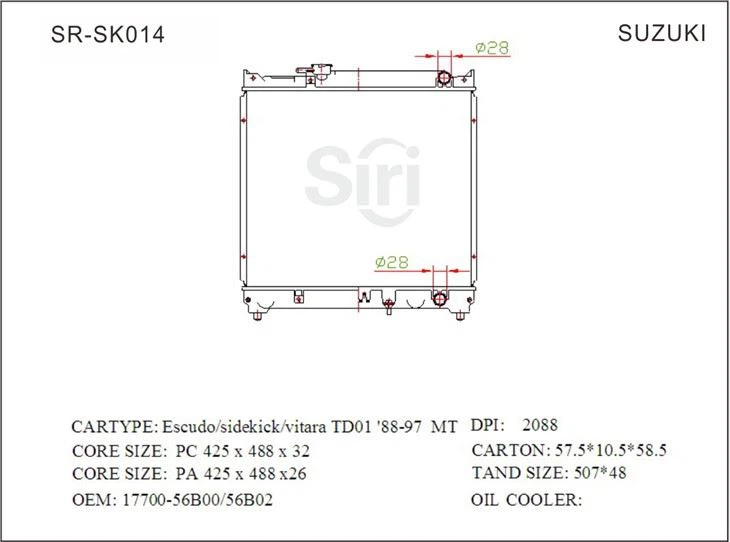 SR-SK014
SUZUKI
ø28
Siri
ø28
CARTYPE: Escudo/sidekick/vitara TD01 '88-97 MT
DPI: 2088
CORE SIZE: PC 425 x 488 x 32
CARTON: 57.5*10.5*58.5
CORE SIZE: PA 425 x 488 x26
TAND SIZE: 507*48
OEM: 17700-56B00/56B02
OIL COOLER: